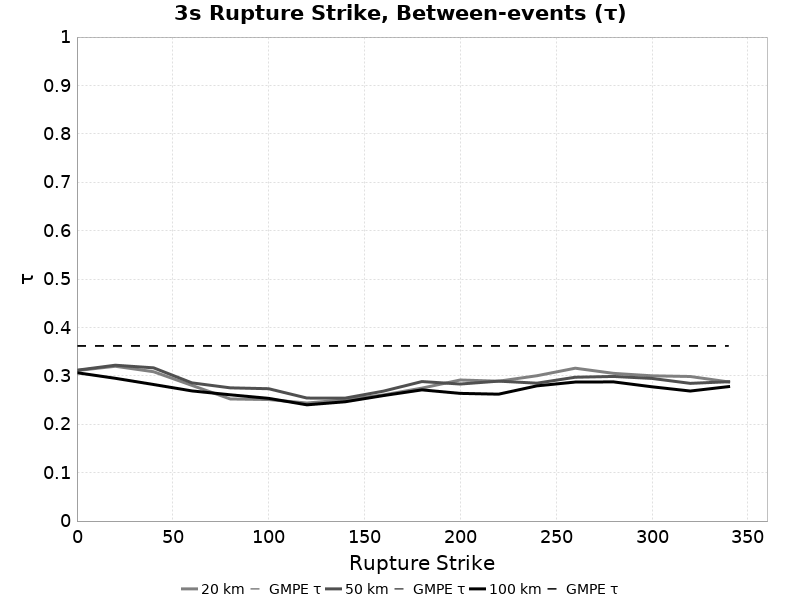 3s Rupture Strike, Between-events (τ)
1
0.9
0.8
0.7
0.6
0.5
0.4
0.3
0.2
0.1
0
τ
0 50 100 150 200 250 300 350
Rupture Strike
20 km GMPE τ 50 km GMPE τ 100 km GMPE τ